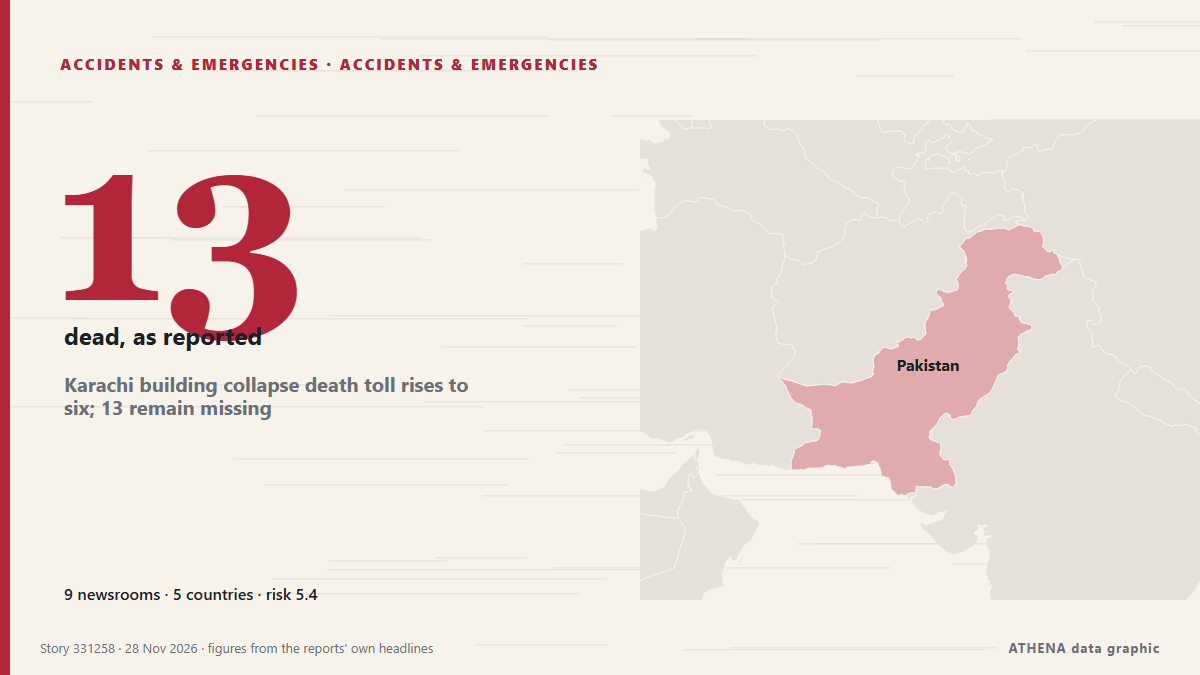 ACCIDENTS & EMERGENCIES · ACCIDENTS & EMERGENCIES
13
dead, as reported
Karachi building collapse death toll rises to
six; 13 remain missing
Pakistan
9 newsrooms · 5 countries · risk 5.4
Story 331258 · 28 Nov 2026 · figures from the reports' own headlines
ATHENA data graphic